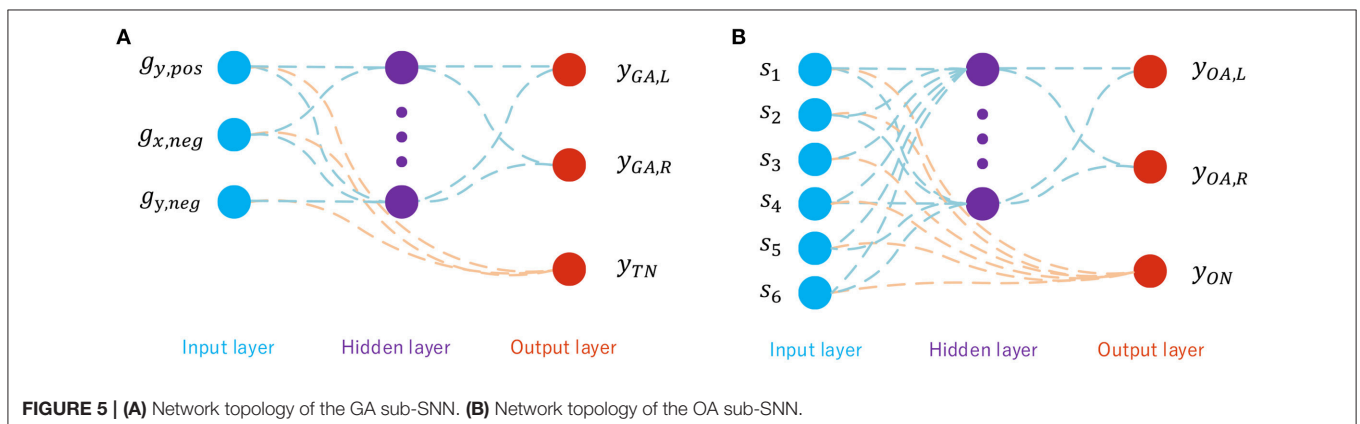 A
g_{y,pos}
g_{x,neg}
g_{y,neg}
y_{GA,L}
y_{GA,R}
y_{TN}
Input layer
Hidden layer
Output layer
B
s_1
s_2
s_3
s_4
s_5
s_6
y_{OA,L}
y_{OA,R}
y_{ON}
Input layer
Hidden layer
Output layer
FIGURE 5 | (A) Network topology of the GA sub-SNN. (B) Network topology of the OA sub-SNN.